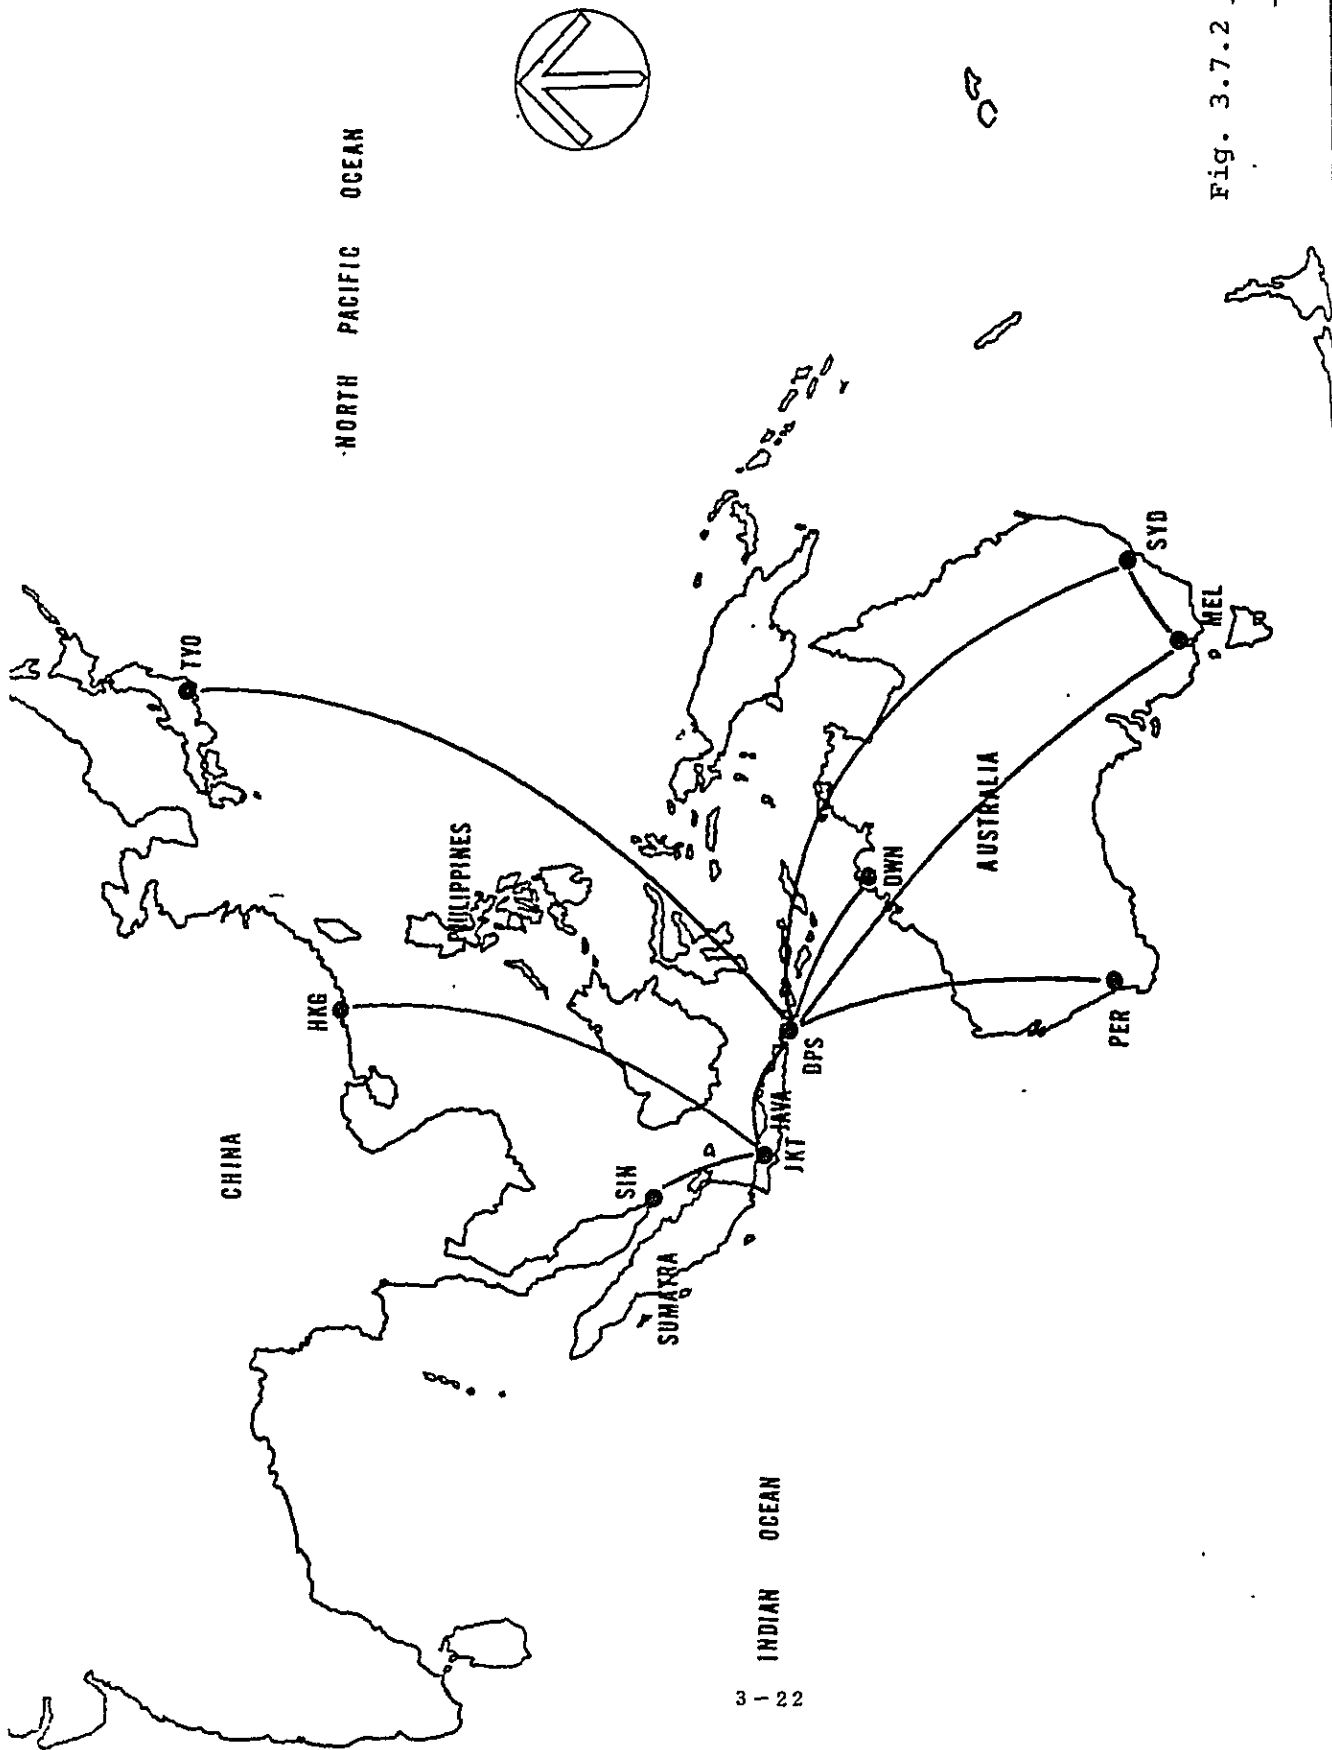 NORTH PACIFIC OCEAN
CHINA
HKG
TYO
PHILIPPINES
SIN
SUMATRA
JKT
JAVA
DPS
DWN
AUSTRALIA
PER
SYD
MEL
INDIAN OCEAN
Fig. 3.7.2
3-22